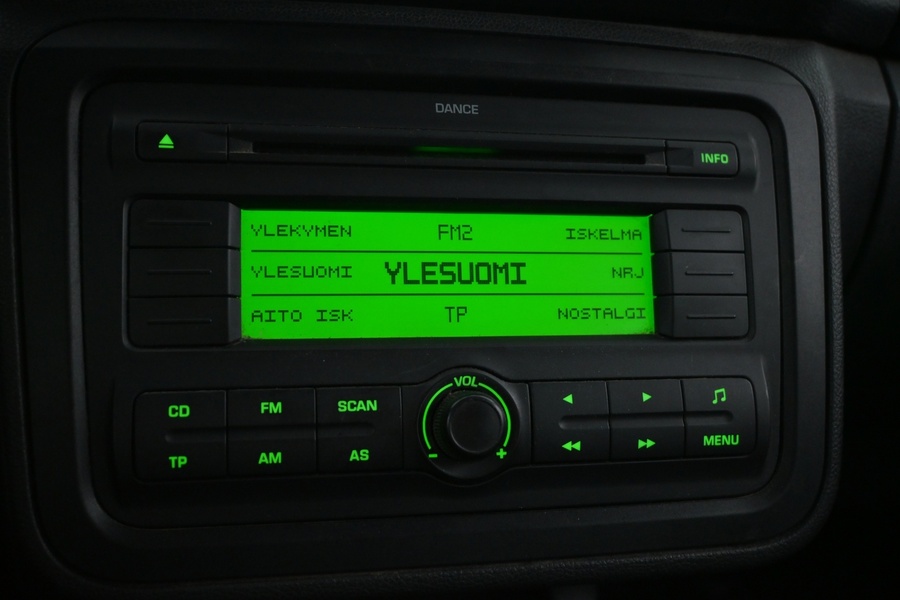 DANCE
INFO
YLEKYMEN FM2 ISKELMA
YLESUOMI YLESUOMI NRJ
AITO ISK TP NOSTALGI
VOL
CD FM SCAN
TP AM AS
- +
MENU